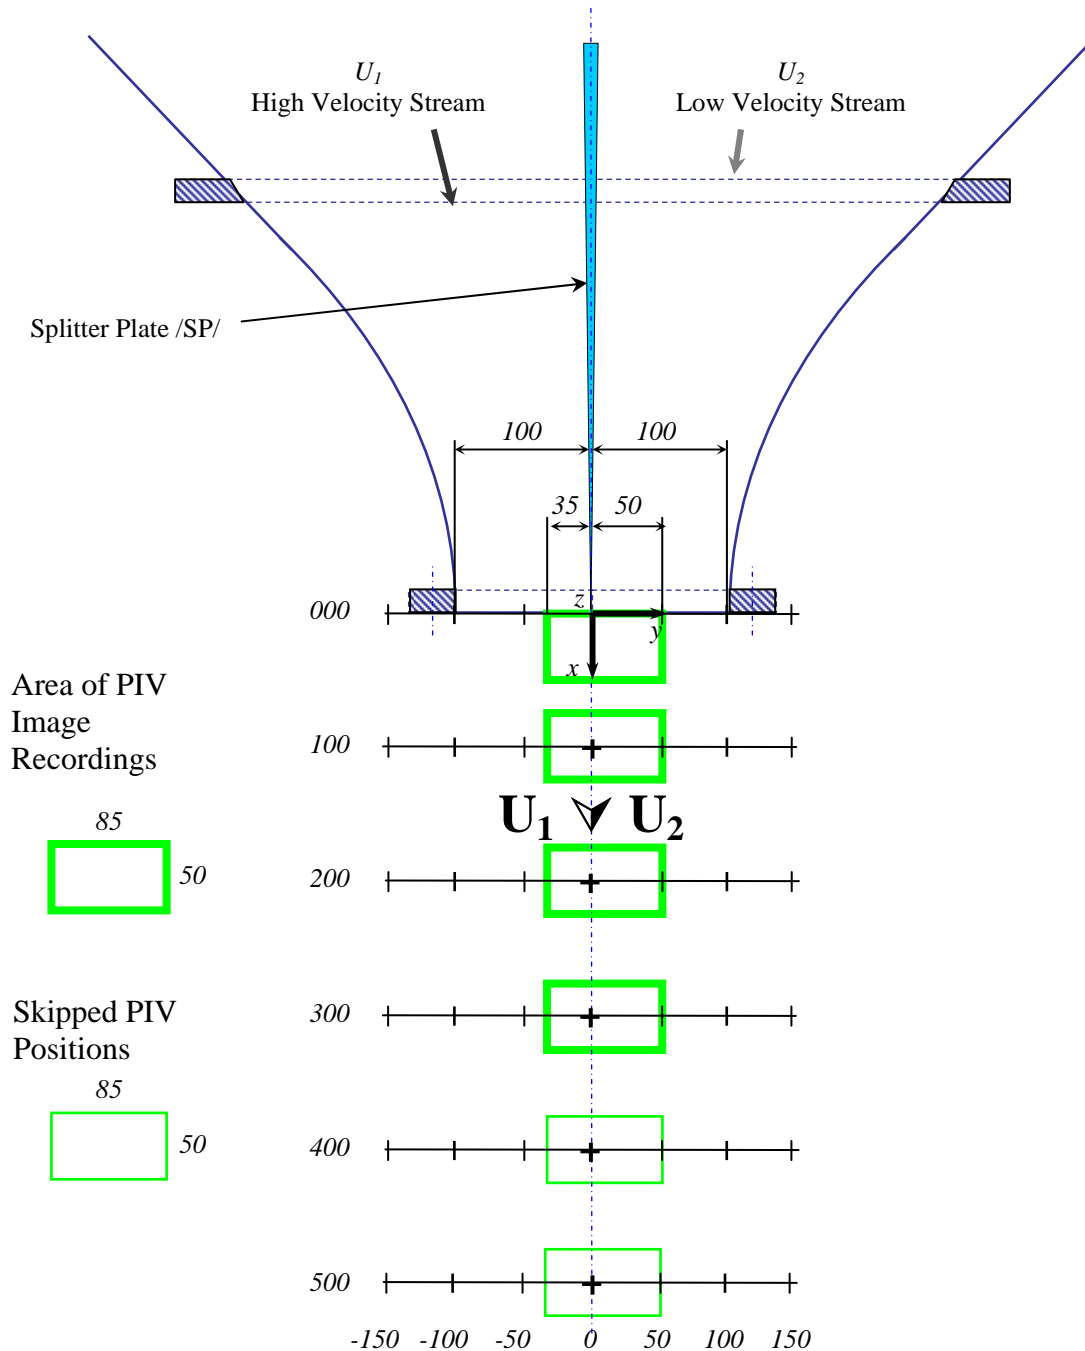 U1
High Velocity Stream
U2
Low Velocity Stream
Splitter Plate /SP/
100
100
35
50
000
z
y
x
Area of PIV
Image
Recordings
85
50
100
U1
U2
200
300
Skipped PIV
Positions
85
50
400
500
-150 -100 -50 0 50 100 150